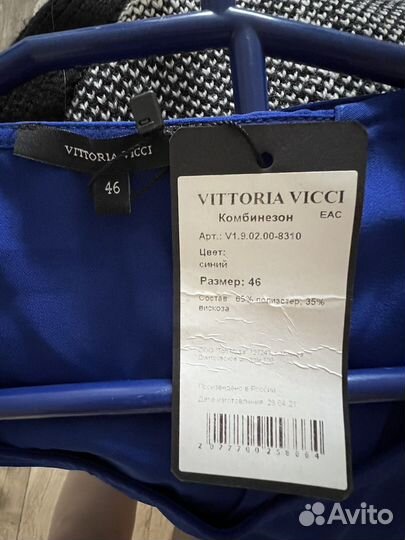 VITTORIA VICCI
46
VITTORIA VICCI
Комбинезон EAC
Арт.: V1.9.02.00-8310
Цвет:
синий
Размер: 46
Состав: 65% полиэстер; 35%
вискоза
Произведено в России
Дата изготовления: 29.04.21
Avito